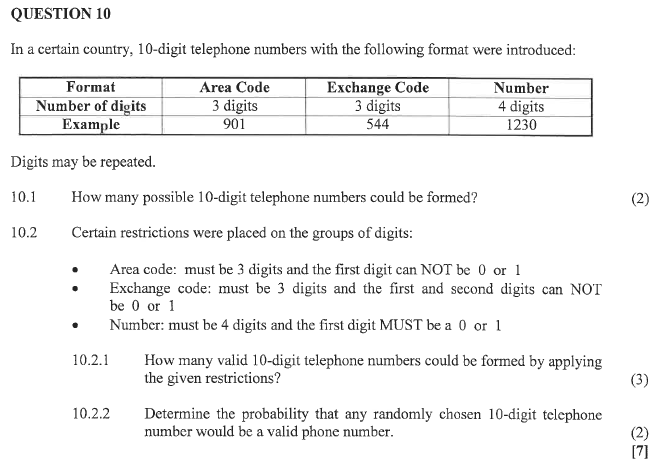 QUESTION 10
In a certain country, 10-digit telephone numbers with the following format were introduced:
Format Area Code Exchange Code Number
Number of digits 3 digits 3 digits 4 digits
Example 901 544 1230
Digits may be repeated.
10.1 How many possible 10-digit telephone numbers could be formed? (2)
10.2 Certain restrictions were placed on the groups of digits:
• Area code: must be 3 digits and the first digit can NOT be 0 or 1
• Exchange code: must be 3 digits and the first and second digits can NOT
be 0 or 1
• Number: must be 4 digits and the first digit MUST be a 0 or 1
10.2.1 How many valid 10-digit telephone numbers could be formed by applying
the given restrictions? (3)
10.2.2 Determine the probability that any randomly chosen 10-digit telephone
number would be a valid phone number. (2)
[7]